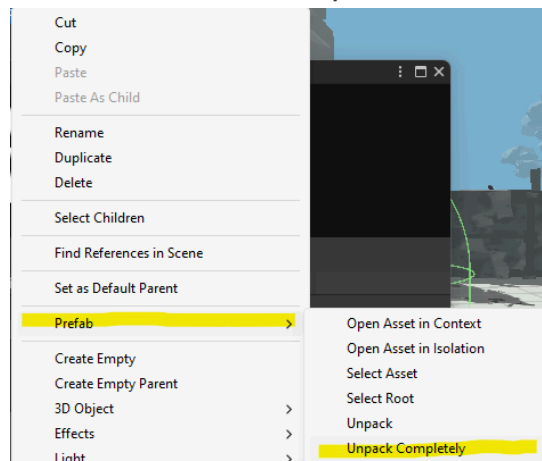 Cut
Copy
Paste
Paste As Child
Rename
Duplicate
Delete
Select Children
Find References in Scene
Set as Default Parent
Prefab
Create Empty
Create Empty Parent
3D Object
Effects
Light
Open Asset in Context
Open Asset in Isolation
Select Asset
Select Root
Unpack
Unpack Completely